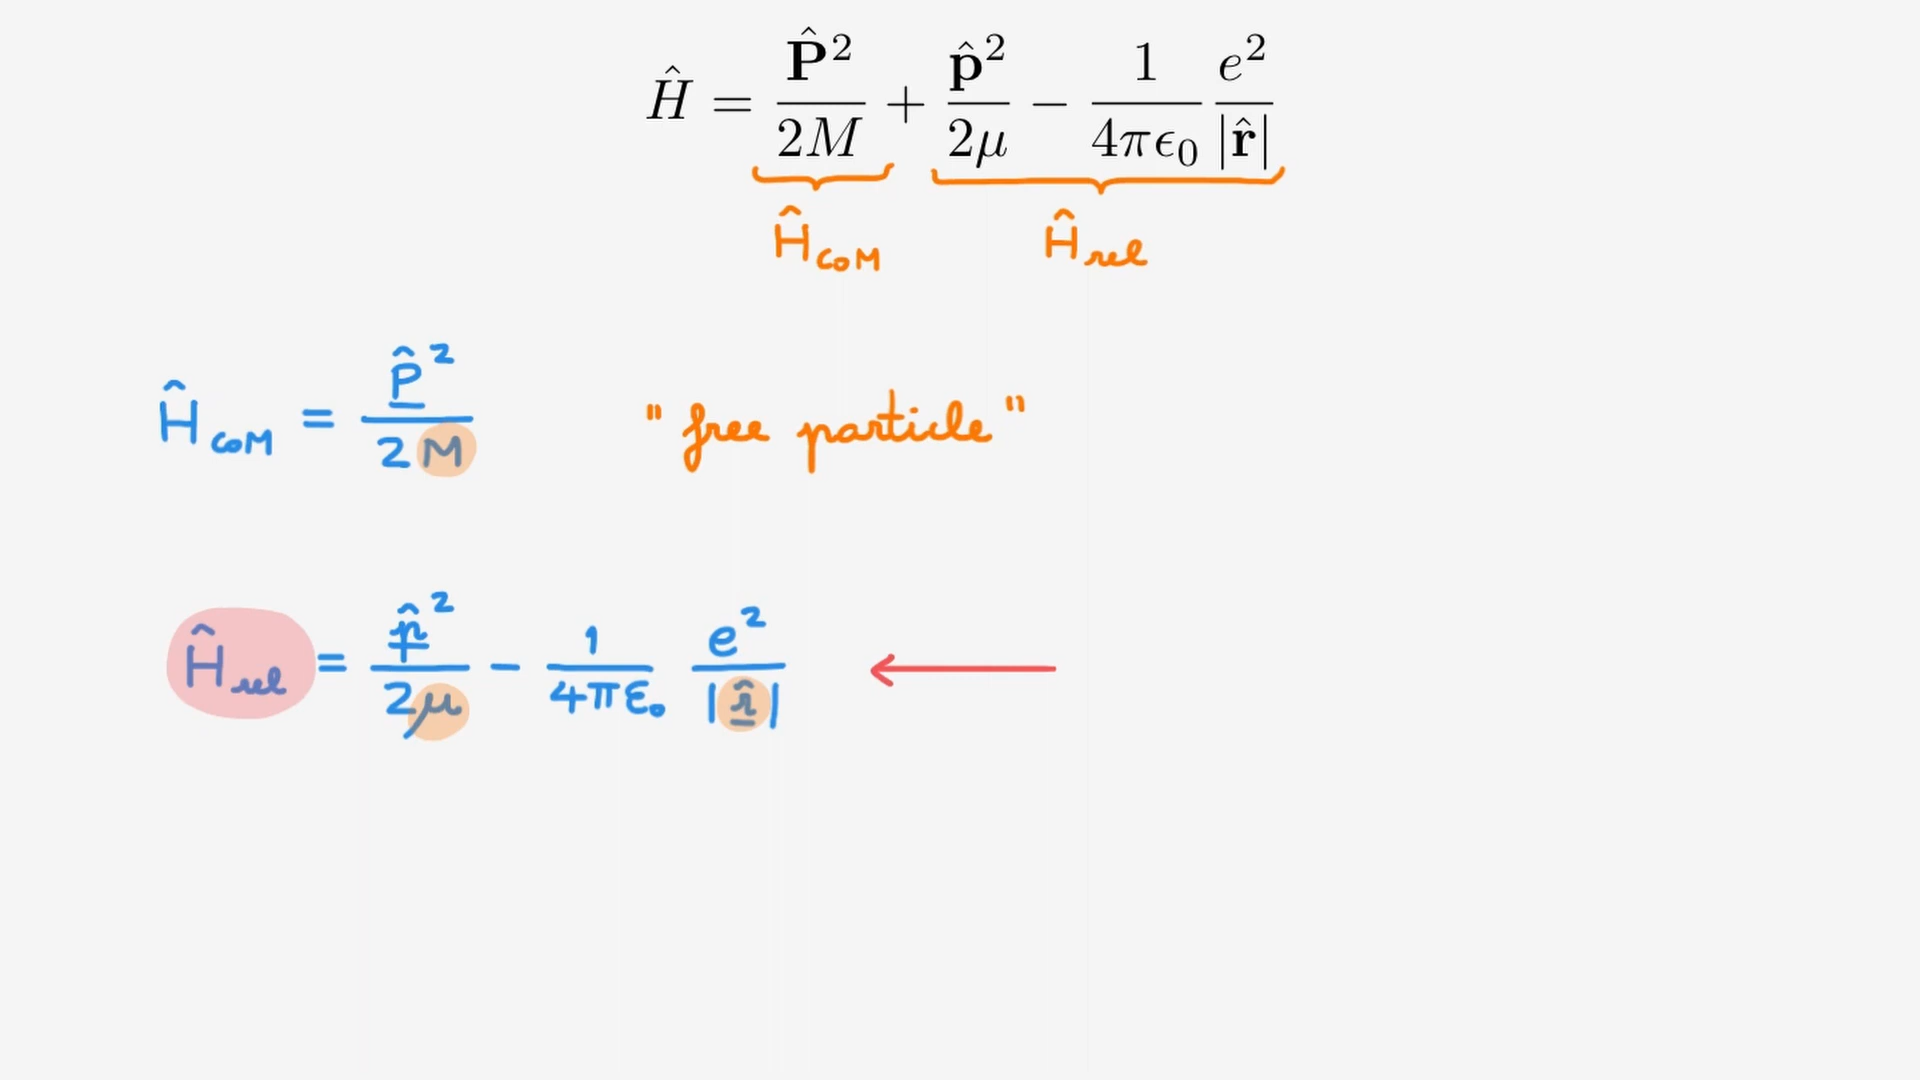 Ĥ = P̂²/2M + p̂²/2μ − 1/4πϵ₀ e²/|r̂|
Ĥ_CoM Ĥ_rel
Ĥ_CoM = P̂²/2M "free particle"
Ĥ_rel = p̂²/2μ − 1/4πε₀ e²/|r̂| ←